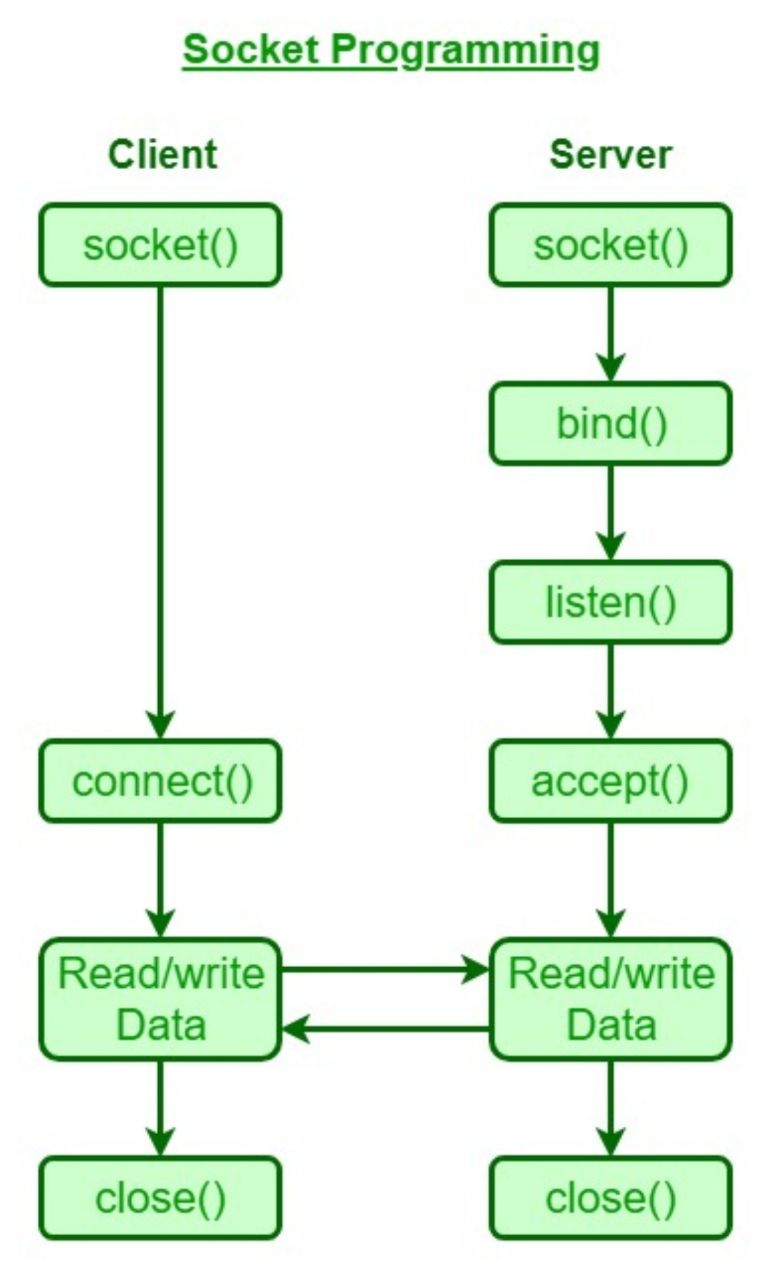 Socket Programming
Client
Server
socket()
socket()
bind()
listen()
connect()
accept()
Read/write
Data
Read/write
Data
close()
close()